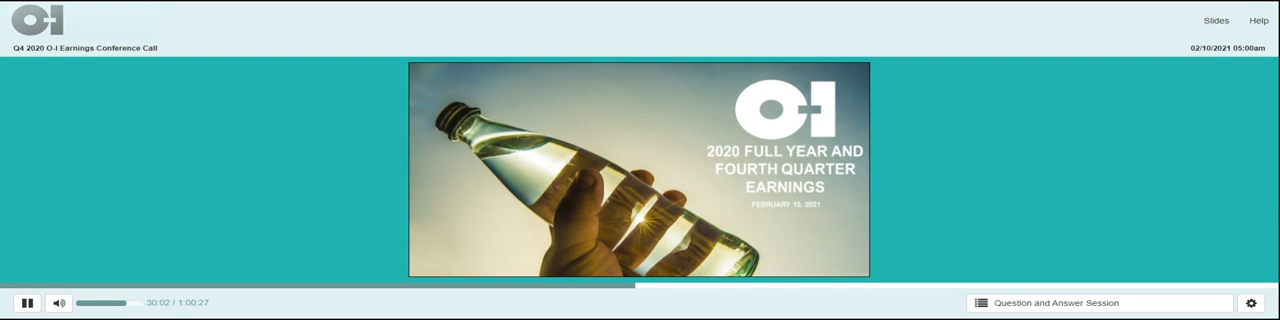 O-I
Slides Help
Q4 2020 O-I Earnings Conference Call 02/10/2021 05:00am
O-I
2020 FULL YEAR AND
FOURTH QUARTER
EARNINGS
FEBRUARY 10, 2021
30:02 / 1:00:27 Question and Answer Session